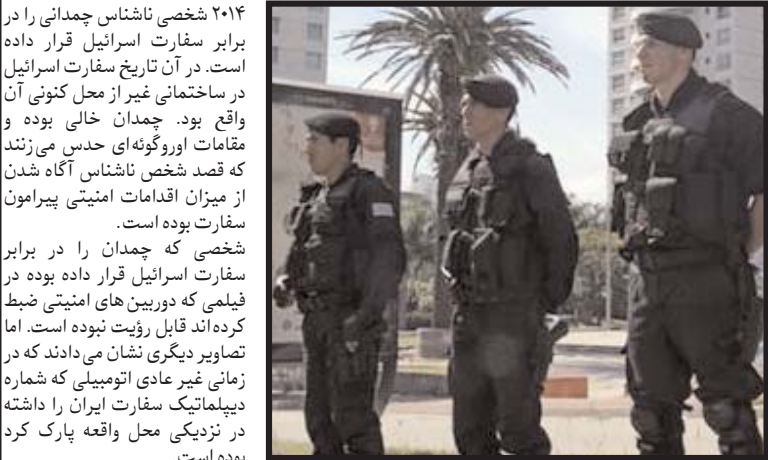 ۲۰۱۴ شخصی ناشناس چمدانی را در
برابر سفارت اسرائیل قرار داده
است. در آن تاریخ سفارت اسرائیل
در ساختمانی غیر از محل کنونی آن
واقع بود. چمدان خالی بوده و
مقامات اوروگوئه‌ای حدس می‌زنند
که قصد شخص ناشناس آگاه شدن
از میزان اقدامات امنیتی پیرامون
سفارت بوده است.
شخصی که چمدان را در برابر
سفارت اسرائیل قرار داده بوده در
فیلمی که دوربین های امنیتی ضبط
کرده‌اند قابل رؤیت نبوده است. اما
تصاویر دیگری نشان می‌دادند که در
زمانی غیر عادی اتومبیلی که شماره
دیپلماتیک سفارت ایران را داشته
در نزدیکی محل واقعه پارک کرد
بوده است.